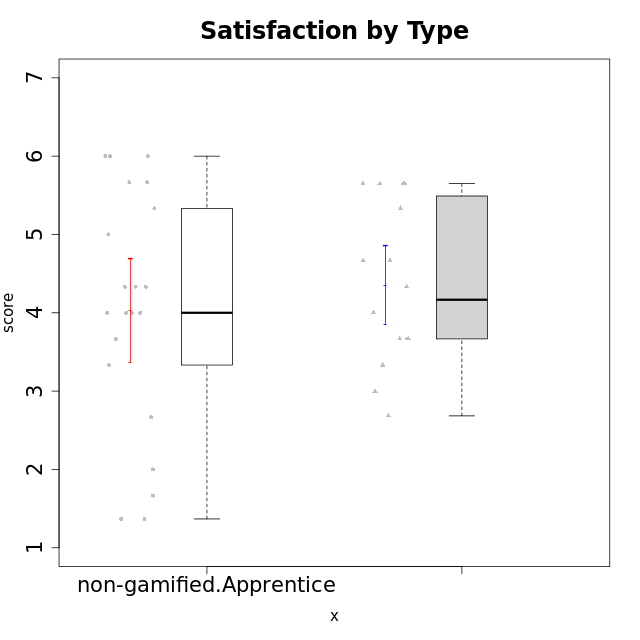 Satisfaction by Type
7
6
5
4
3
2
1
score
non-gamified.Apprentice
x